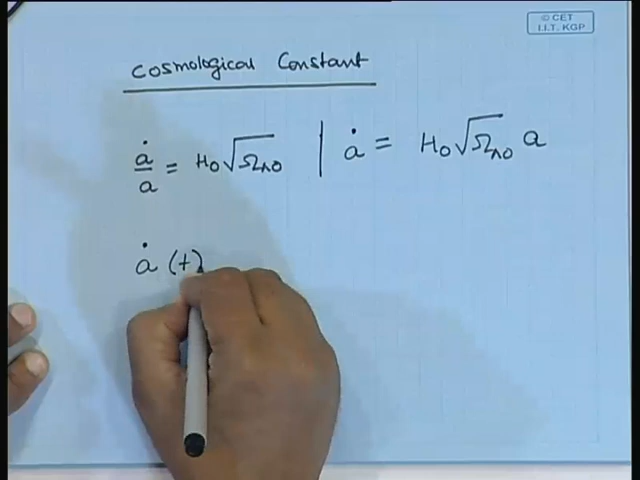 © CET
I.I.T. KGP
Cosmological Constant
ȧ/a = H₀√Ω_Λ0 | ȧ = H₀√Ω_Λ0 a
ȧ (t)